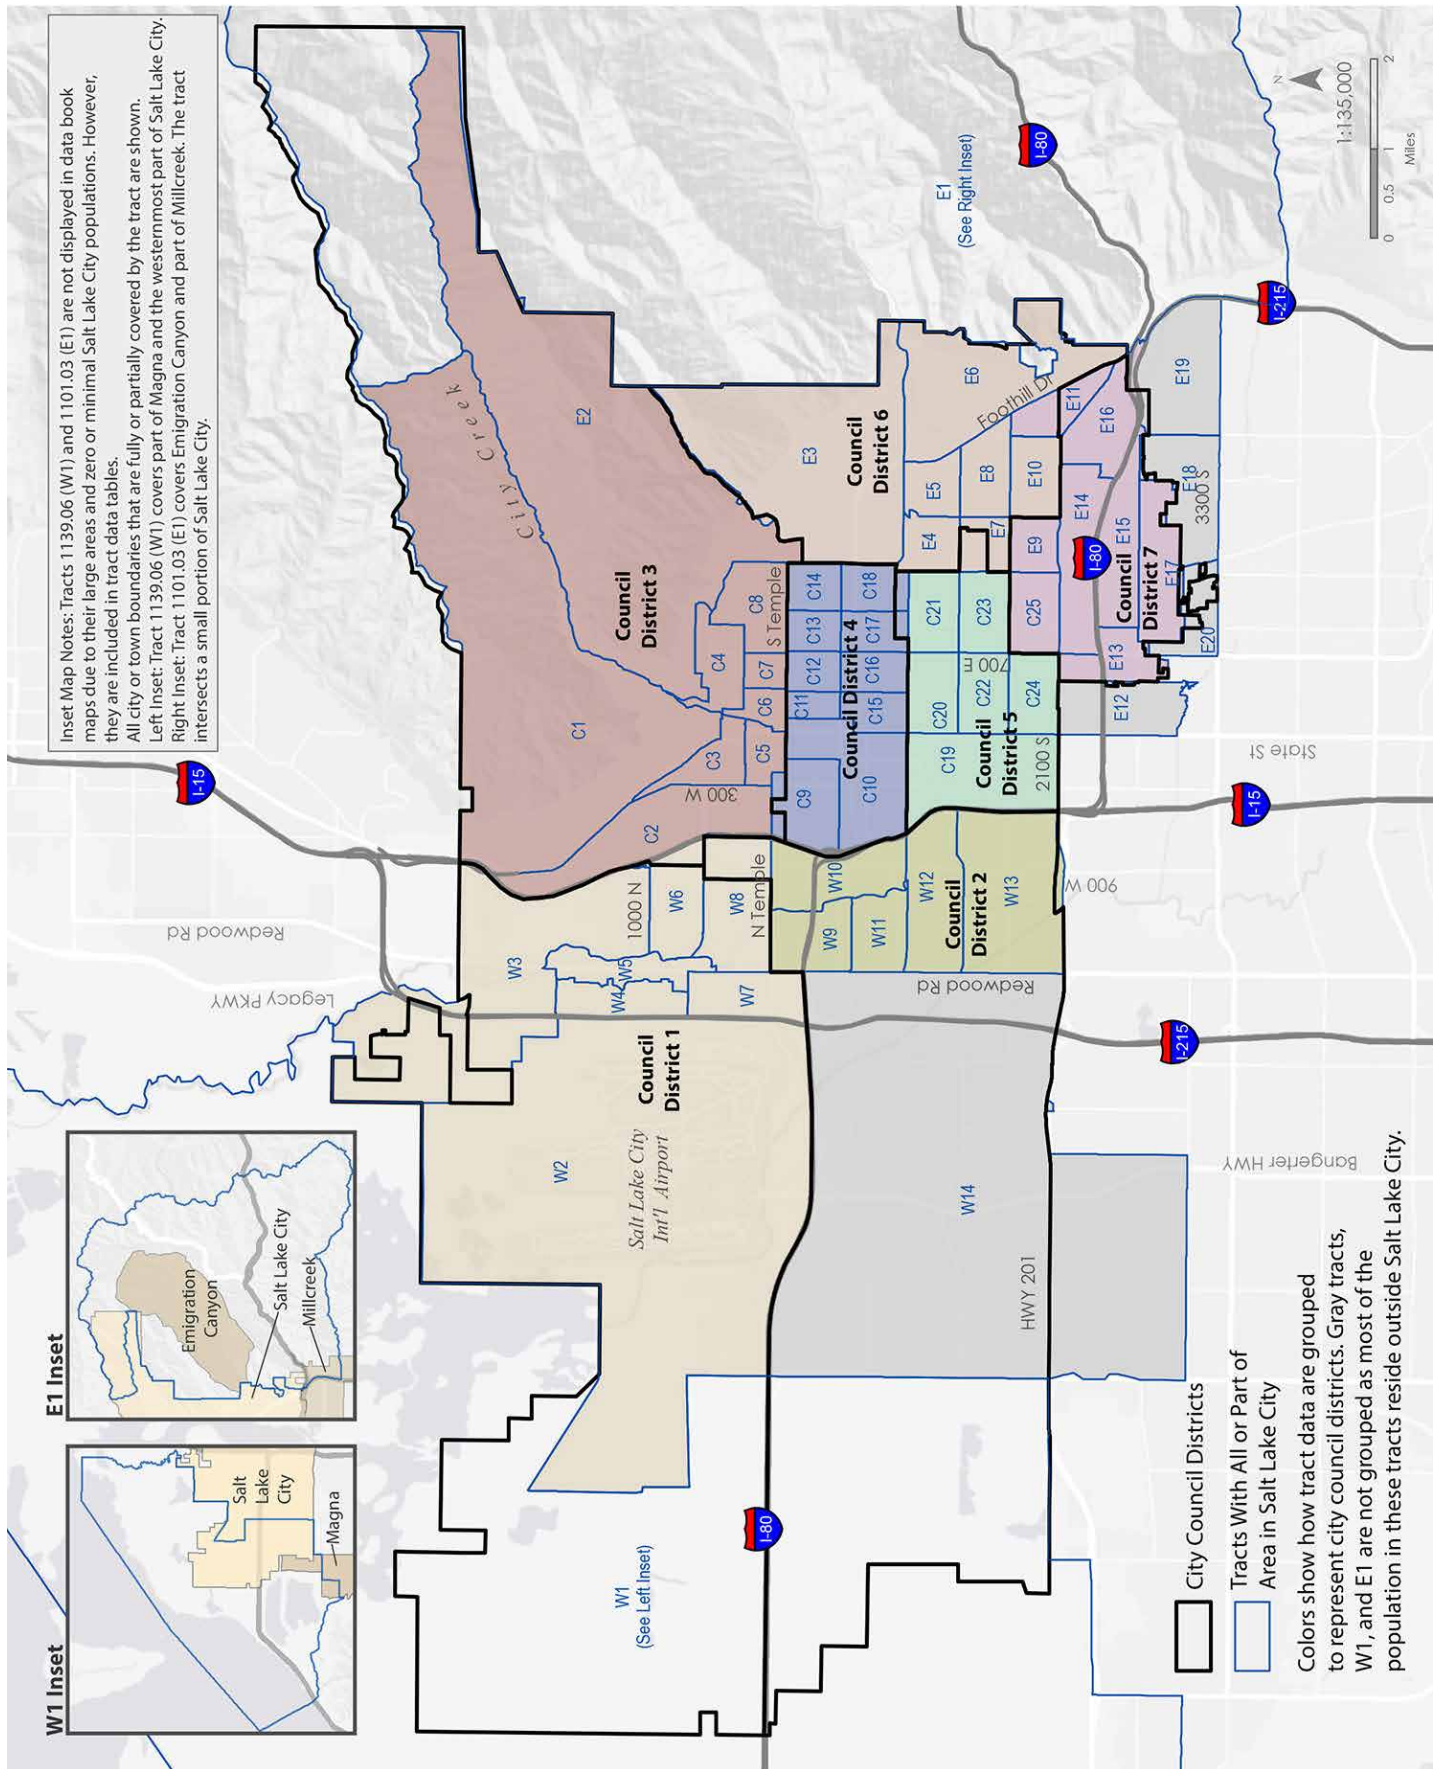 W1 Inset
Salt
Lake
City
Magna
E1 Inset
Emigration
Canyon
Salt Lake City
Millcreek
Inset Map Notes: Tracts 1139.06 (W1) and 1101.03 (E1) are not displayed in data book
maps due to their large areas and zero or minimal Salt Lake City populations. However,
they are included in tract data tables.
All city or town boundaries that are fully or partially covered by the tract are shown.
Left Inset: Tract 1139.06 (W1) covers part of Magna and the westernmost part of Salt Lake City.
Right Inset: Tract 1101.03 (E1) covers Emigration Canyon and part of Millcreek. The tract
intersects a small portion of Salt Lake City.
I-15
Legacy PKWY
Redwood Rd
City Creek
W1
(See Left Inset)
W2
Salt Lake City
Int'l Airport
Council
District 1
W3
W4
W5
W6
W7
W8
1000 N
N Temple
300 W
C1
C2
C3
C4
C5
C6
C7
C8
E2
Council
District 3
S Temple
E3
Council
District 6
C9
C10
C11
C12
C13
C14
C15
C16
C17
C18
Council District 4
W9
W10
W11
W12
W13
Council
District 2
Redwood Rd
900 W
C19
C20
C21
C22
C23
C24
C25
Council
District 5
700 E
2100 S
E4
E5
E6
E7
E8
E9
E10
E11
Foothill Dr
E1
(See Right Inset)
E12
E13
E14
E15
E16
E17
E18
E19
E20
Council
District 7
3300 S
I-80
I-80
I-80
W14
HWY 201
Bangerter HWY
I-215
I-15
State St
I-215
City Council Districts
Tracts With All or Part of
Area in Salt Lake City
Colors show how tract data are grouped
to represent city council districts. Gray tracts,
W1, and E1 are not grouped as most of the
population in these tracts reside outside Salt Lake City.
N
1:135,000
0 0.5 1 2
Miles